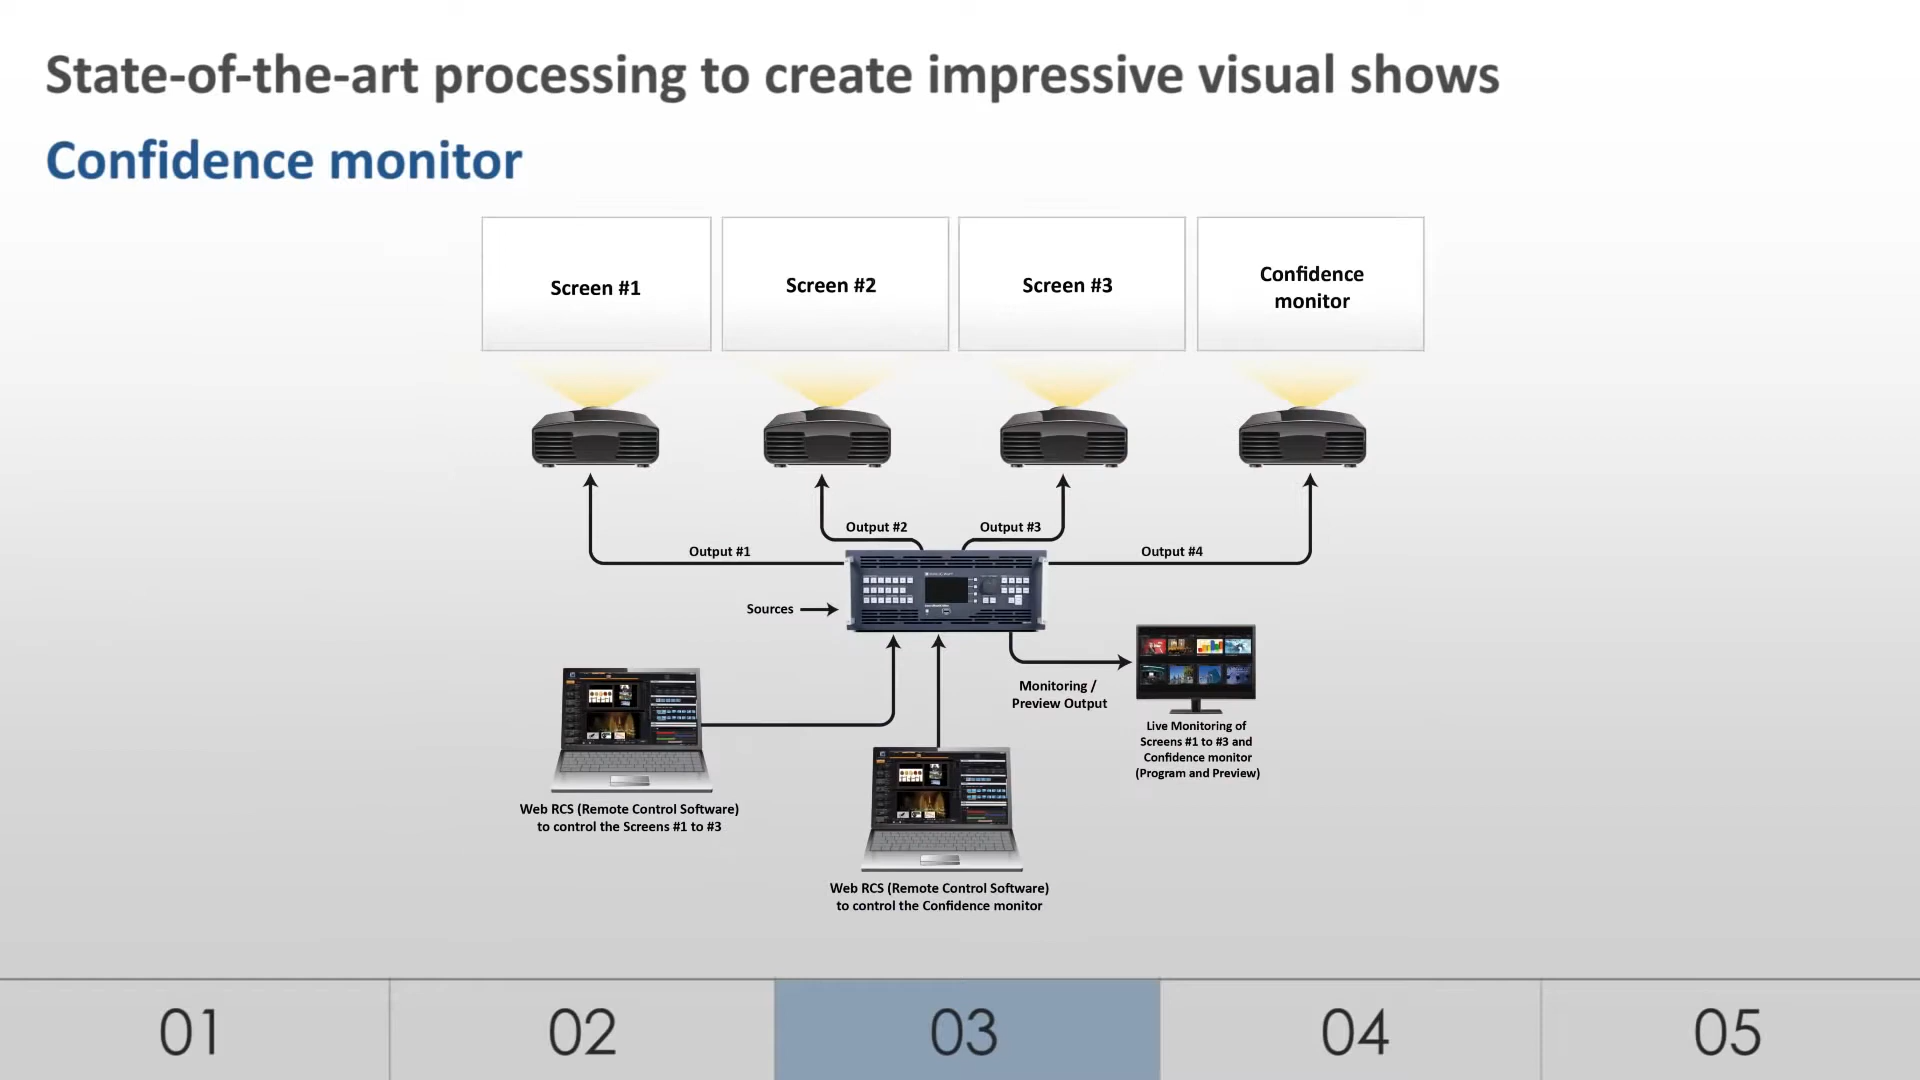 State-of-the-art processing to create impressive visual shows
Confidence monitor
Screen #1
Screen #2
Screen #3
Confidence
monitor
Output #1
Output #2
Output #3
Output #4
Sources
Monitoring /
Preview Output
Live Monitoring of
Screens #1 to #3 and
Confidence monitor
(Program and Preview)
Web RCS (Remote Control Software)
to control the Screens #1 to #3
Web RCS (Remote Control Software)
to control the Confidence monitor
01
02
03
04
05